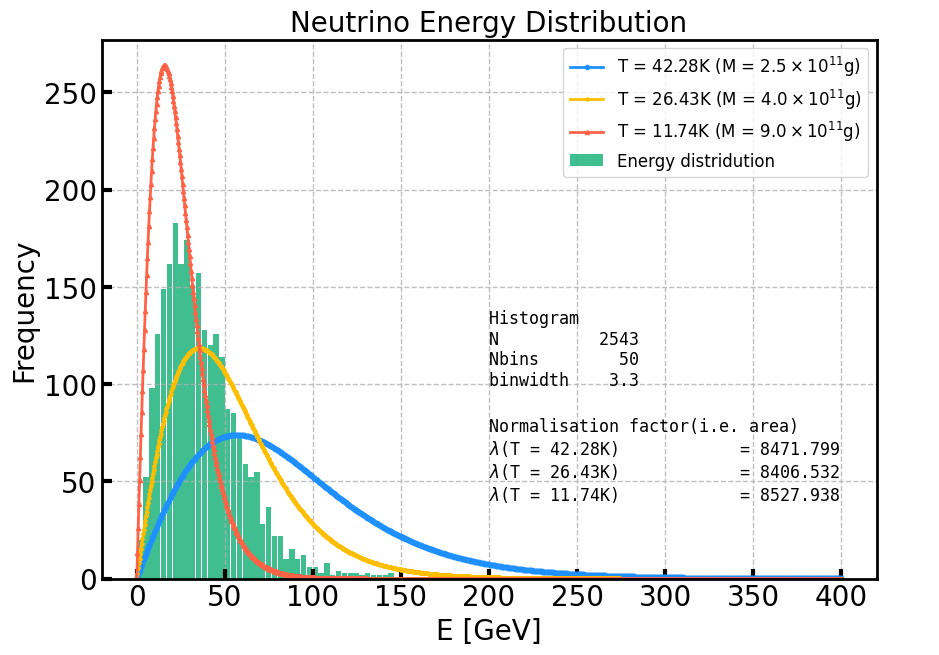 Neutrino Energy Distribution
Frequency
250
200
150
100
50
0
T = 42.28K (M = 2.5 × 10¹¹g)
T = 26.43K (M = 4.0 × 10¹¹g)
T = 11.74K (M = 9.0 × 10¹¹g)
Energy distridution
Histogram
N 2543
Nbins 50
binwidth 3.3
Normalisation factor(i.e. area)
λ(T = 42.28K) = 8471.799
λ(T = 26.43K) = 8406.532
λ(T = 11.74K) = 8527.938
0 50 100 150 200 250 300 350 400
E [GeV]